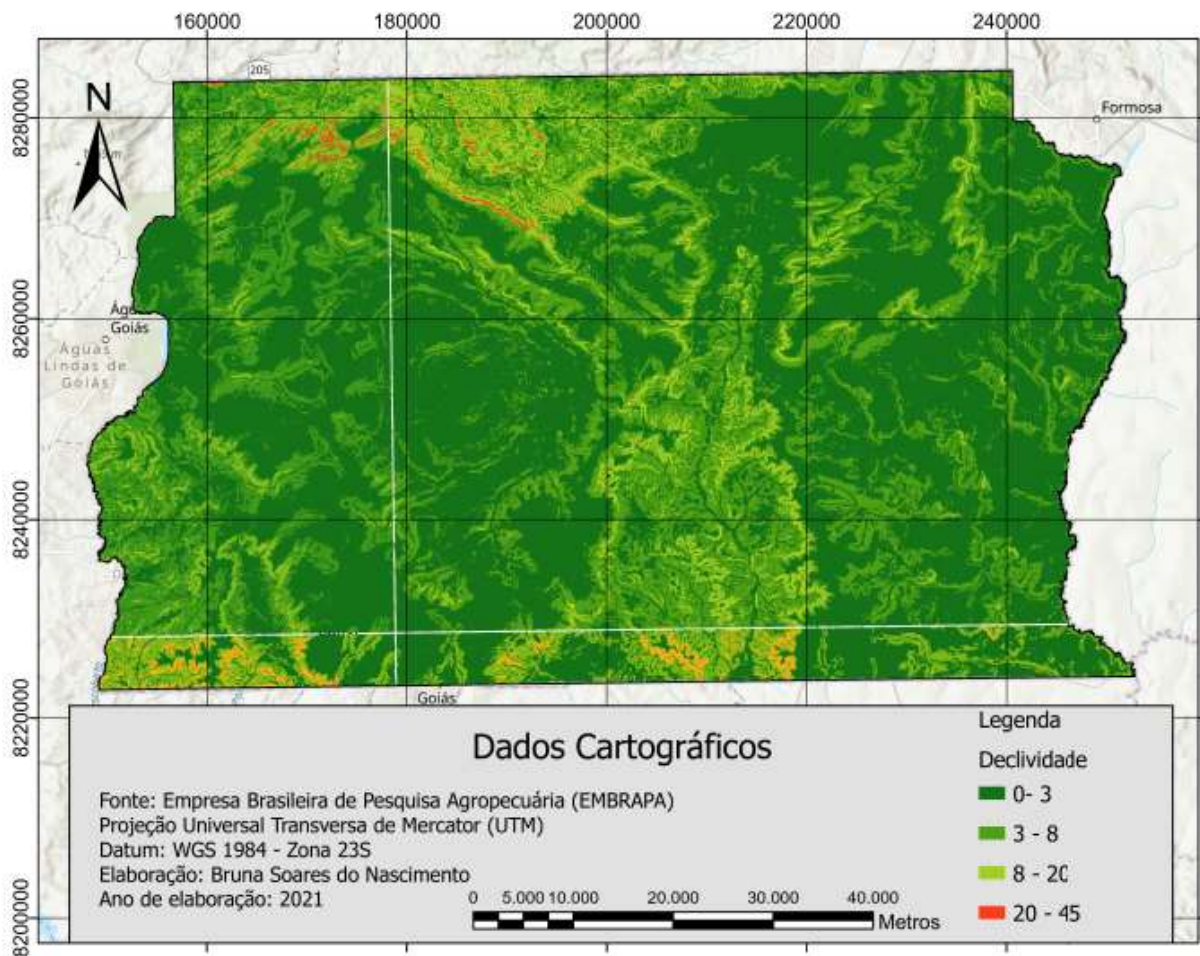 160000 180000 200000 220000 240000
205
N
Formosa
8280000
8260000
8240000
8220000
8200000
Goiás
Águas
Lindas de
Goiás
Goiás
Dados Cartográficos
Fonte: Empresa Brasileira de Pesquisa Agropecuária (EMBRAPA)
Projeção Universal Transversa de Mercator (UTM)
Datum: WGS 1984 - Zona 23S
Elaboração: Bruna Soares do Nascimento
Ano de elaboração: 2021
0 5.000 10.000 20.000 30.000 40.000
Metros
Legenda
Declividade
0- 3
3 - 8
8 - 20
20 - 45